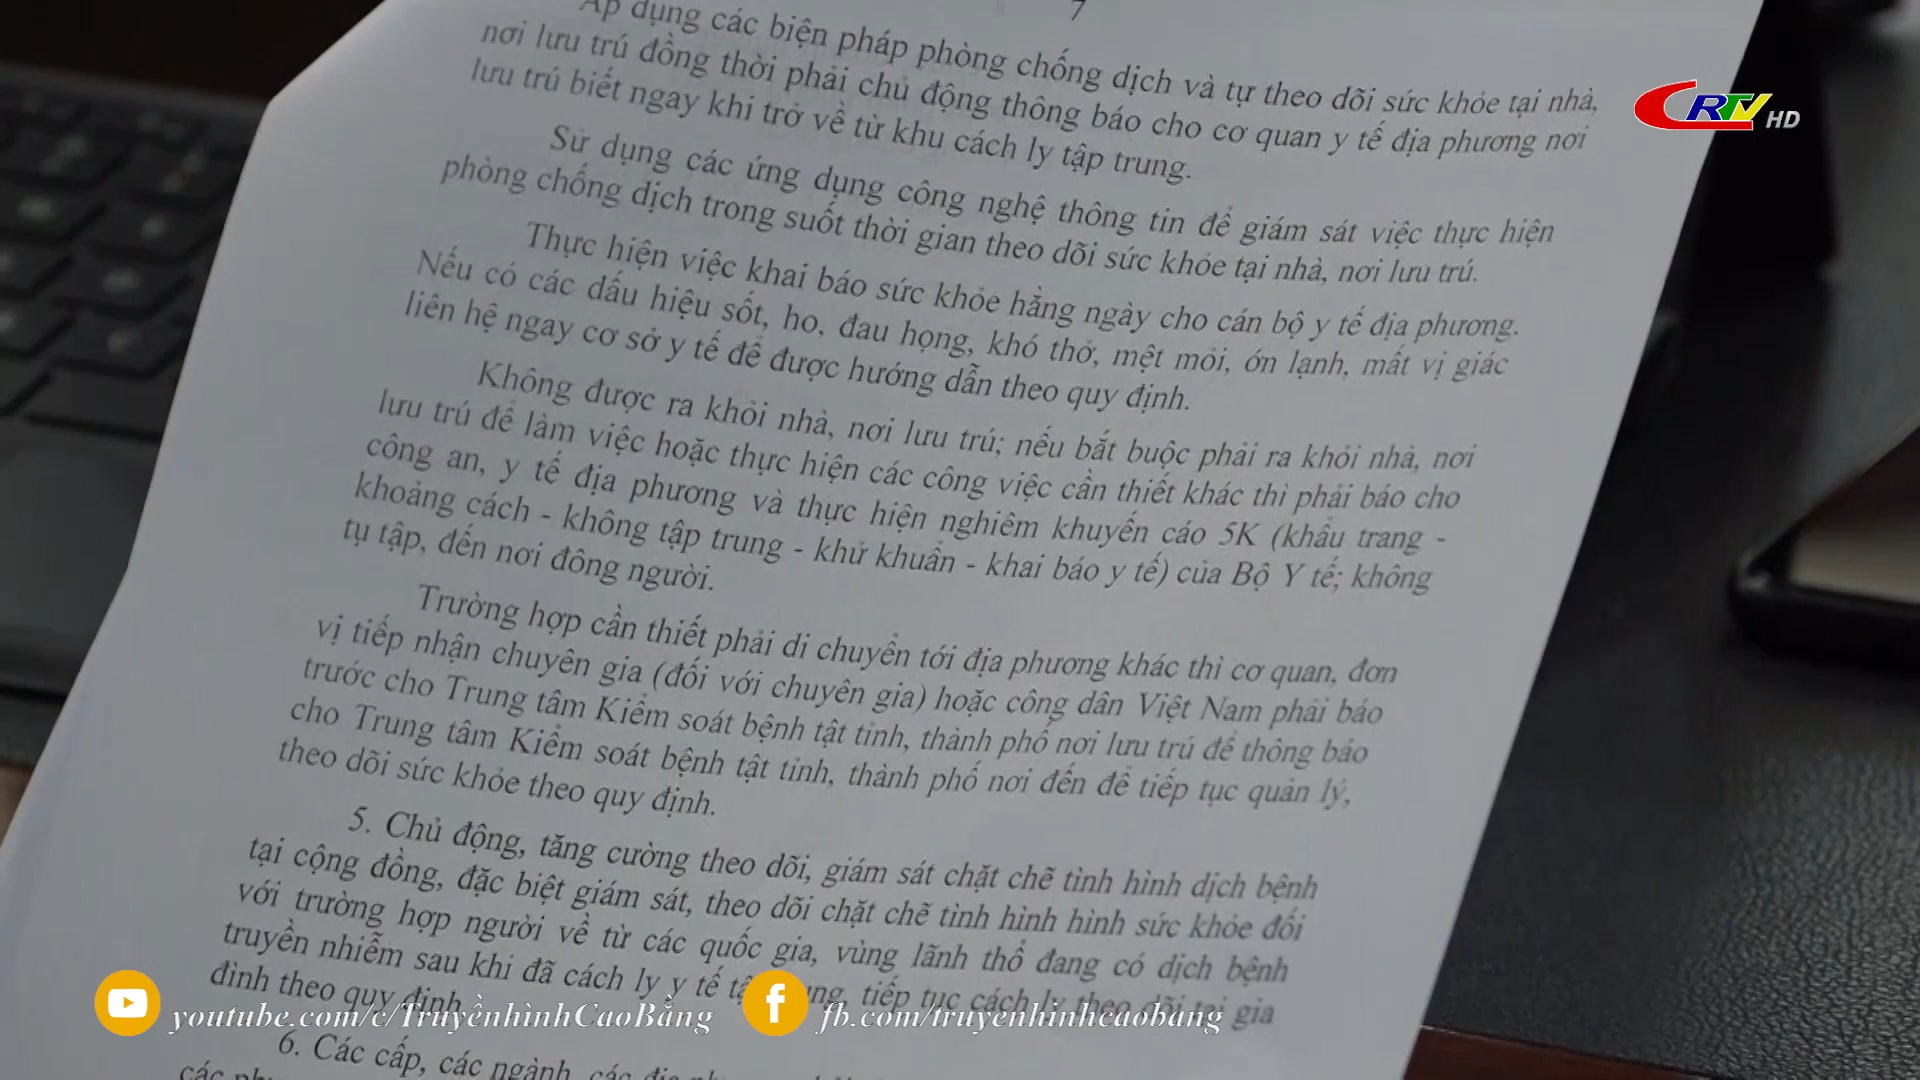 7
Áp dụng các biện pháp phòng chống dịch và tự theo dõi sức khỏe tại nhà,
nơi lưu trú đồng thời phải chủ động thông báo cho cơ quan y tế địa phương nơi
lưu trú biết ngay khi trở về từ khu cách ly tập trung.
Sử dụng các ứng dụng công nghệ thông tin để giám sát việc thực hiện
phòng chống dịch trong suốt thời gian theo dõi sức khỏe tại nhà, nơi lưu trú.
Thực hiện việc khai báo sức khỏe hằng ngày cho cán bộ y tế địa phương.
Nếu có các dấu hiệu sốt, ho, đau họng, khó thở, mệt mỏi, ớn lạnh, mất vị giác
liên hệ ngay cơ sở y tế để được hướng dẫn theo quy định.
Không được ra khỏi nhà, nơi lưu trú; nếu bắt buộc phải ra khỏi nhà, nơi
lưu trú để làm việc hoặc thực hiện các công việc cần thiết khác thì phải báo cho
công an, y tế địa phương và thực hiện nghiêm khuyến cáo 5K (khẩu trang -
khoảng cách - không tập trung - khử khuẩn - khai báo y tế) của Bộ Y tế; không
tụ tập, đến nơi đông người.
Trường hợp cần thiết phải di chuyển tới địa phương khác thì cơ quan, đơn
vị tiếp nhận chuyên gia (đối với chuyên gia) hoặc công dân Việt Nam phải báo
trước cho Trung tâm Kiểm soát bệnh tật tỉnh, thành phố nơi lưu trú để thông báo
cho Trung tâm Kiểm soát bệnh tật tỉnh, thành phố nơi đến để tiếp tục quản lý,
theo dõi sức khỏe theo quy định.
5. Chủ động, tăng cường theo dõi, giám sát chặt chẽ tình hình dịch bệnh
tại cộng đồng, đặc biệt giám sát, theo dõi chặt chẽ tình hình hình sức khỏe đối
với trường hợp người về từ các quốc gia, vùng lãnh thổ đang có dịch bệnh
truyền nhiễm sau khi đã cách ly y tế tiếp tục cách ly theo dõi tại gia
đình theo quy định
6. Các cấp, các ngành, các
các
CRTV HD
youtube.com/c/TruyềnhìnhCaoBằng
fb.com/truyenhinhcaobang